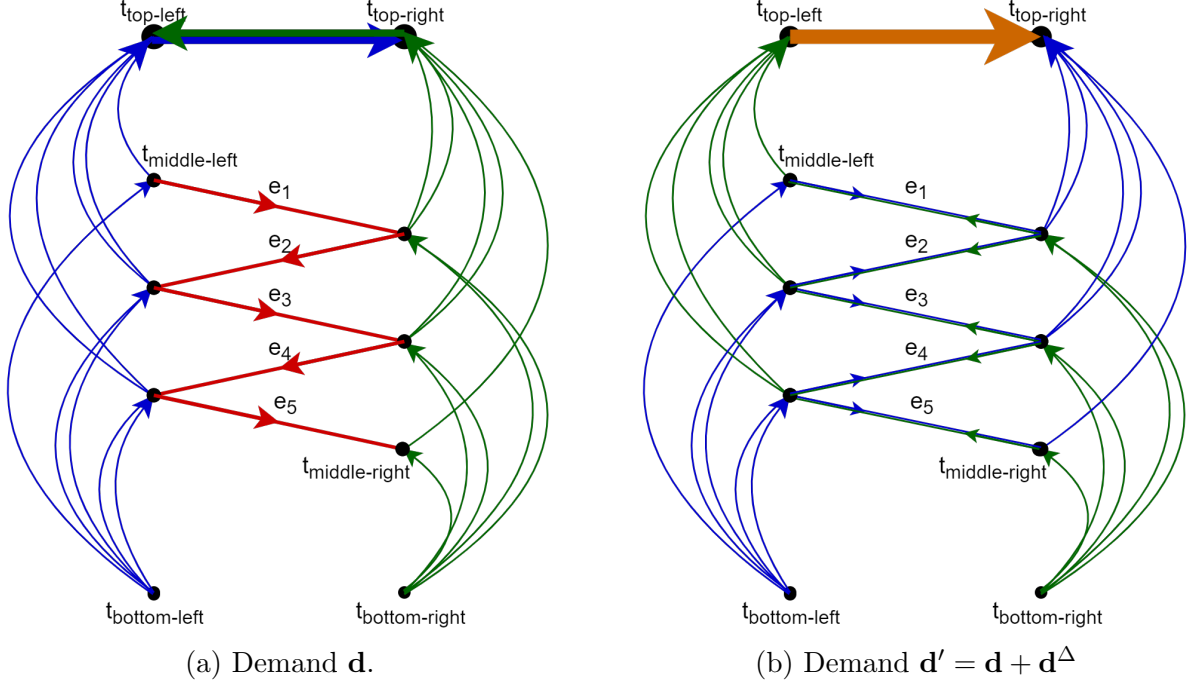 t_top-left t_top-right t_top-left t_top-right
t_middle-left t_middle-left
e_1 e_1
e_2 e_2
e_3 e_3
e_4 e_4
e_5 e_5
t_middle-right t_middle-right
t_bottom-left t_bottom-right t_bottom-left t_bottom-right
(a) Demand d. (b) Demand d′ = d + d^Δ